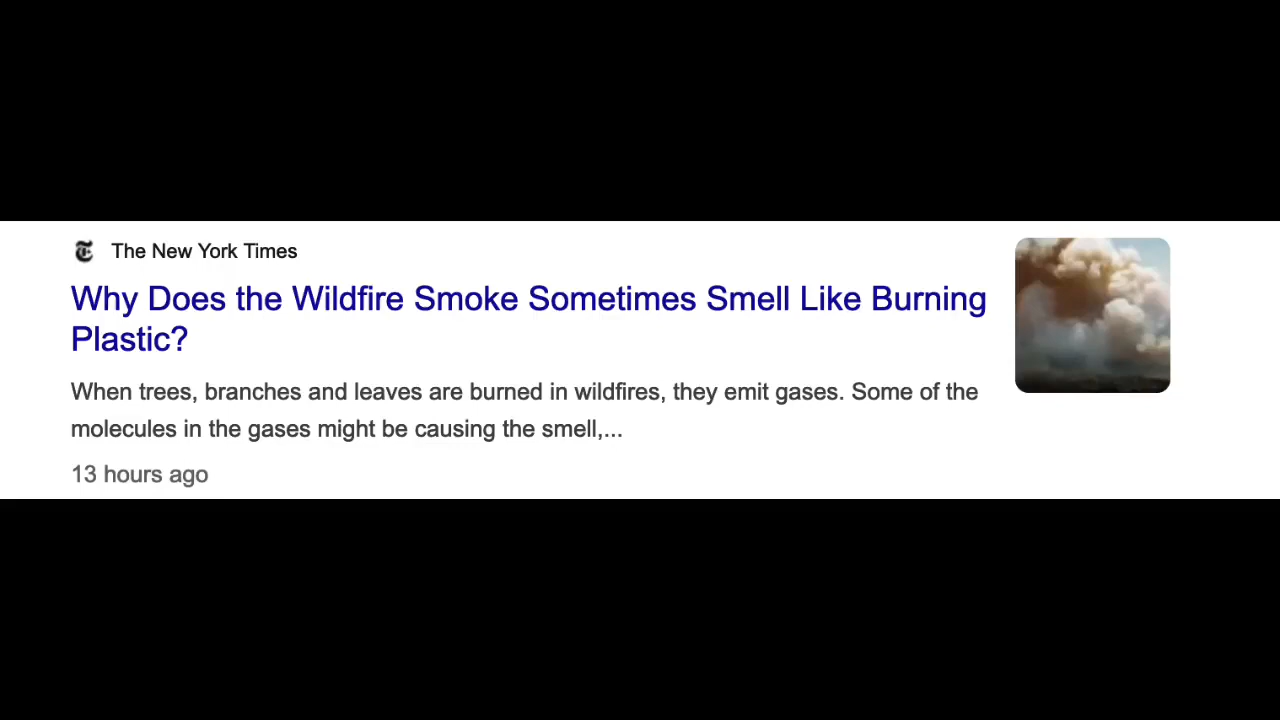 The New York Times
Why Does the Wildfire Smoke Sometimes Smell Like Burning
Plastic?
When trees, branches and leaves are burned in wildfires, they emit gases. Some of the
molecules in the gases might be causing the smell,...
13 hours ago